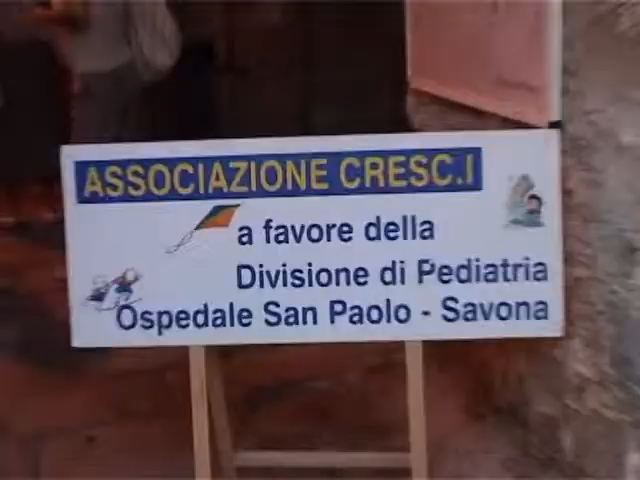 ASSOCIAZIONE CRESC.I
a favore della
Divisione di Pediatria
Ospedale San Paolo - Savona